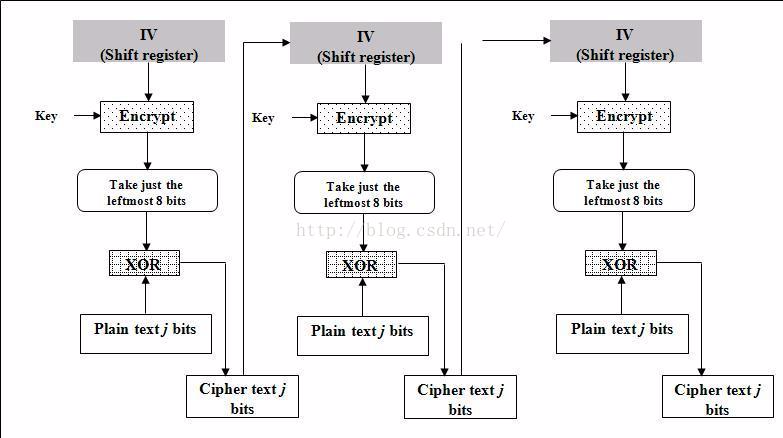 IV
(Shift register)
Key
Encrypt
Take just the
leftmost 8 bits
XOR
Plain text j bits
Cipher text j
bits
IV
(Shift register)
Key
Encrypt
Take just the
leftmost 8 bits
http://blog.csdn.net/
XOR
Plain text j bits
Cipher text j
bits
IV
(Shift register)
Key
Encrypt
Take just the
leftmost 8 bits
XOR
Plain text j bits
Cipher text j
bits